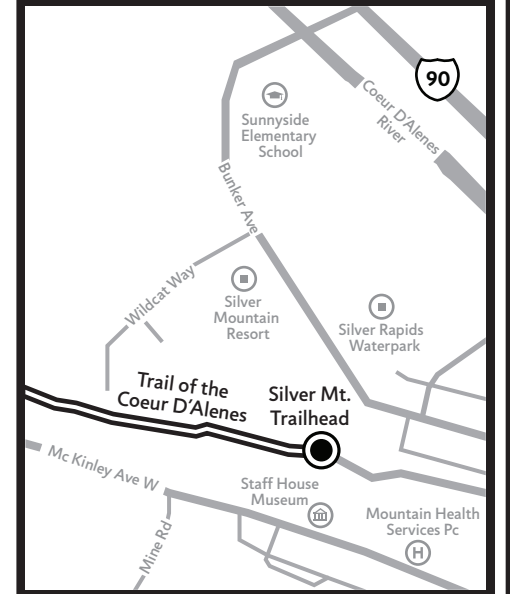 90
Coeur D'Alenes
River
Sunnyside
Elementary
School
Bunker Ave
Wildcat Way
Silver
Mountain
Resort
Silver Rapids
Waterpark
Trail of the
Coeur D'Alenes
Silver Mt.
Trailhead
Mc Kinley Ave W
Staff House
Museum
Mountain Health
Services Pc
H
Mine Rd